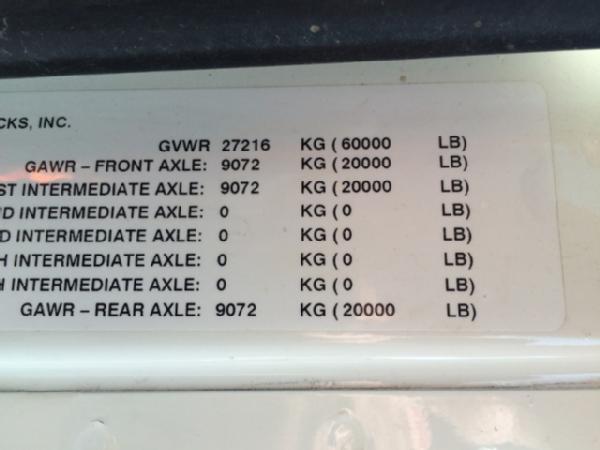 CKS, INC.
GVWR 27216 KG ( 60000 LB)
GAWR – FRONT AXLE: 9072 KG ( 20000 LB)
ST INTERMEDIATE AXLE: 9072 KG ( 20000 LB)
ND INTERMEDIATE AXLE: 0 KG ( 0 LB)
D INTERMEDIATE AXLE: 0 KG ( 0 LB)
H INTERMEDIATE AXLE: 0 KG ( 0 LB)
H INTERMEDIATE AXLE: 0 KG ( 0 LB)
GAWR – REAR AXLE: 9072 KG ( 20000 LB)